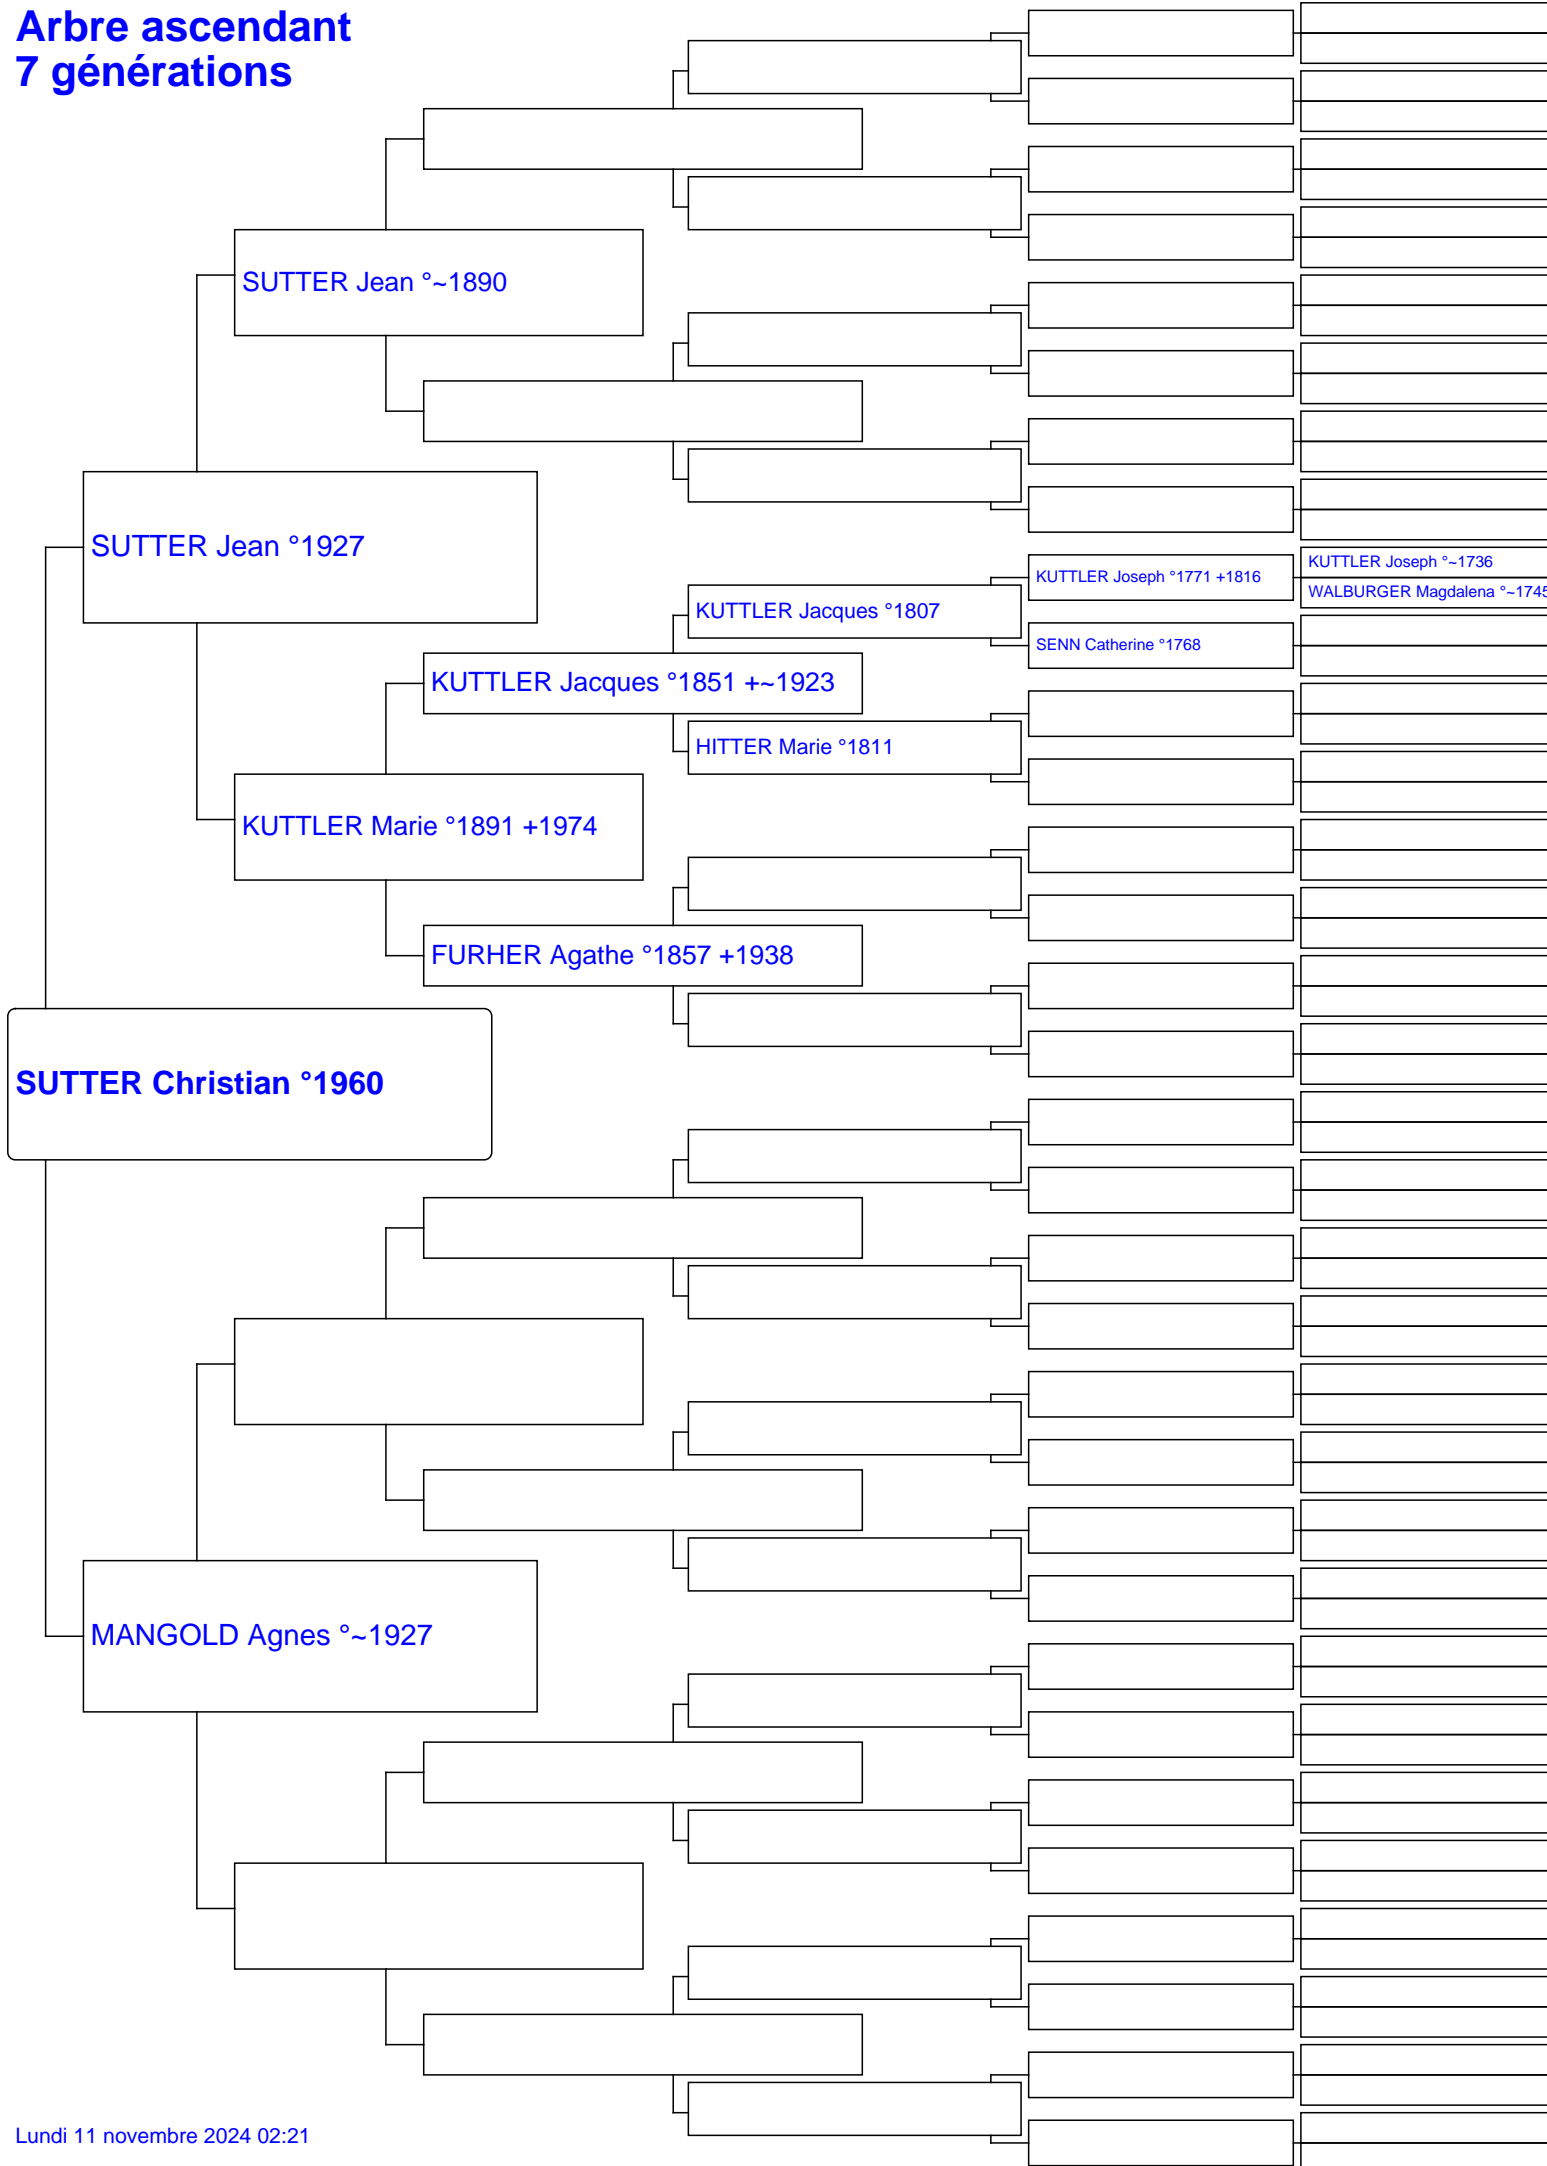 Arbre ascendant
7 générations
SUTTER Jean °~1890
SUTTER Jean °1927
KUTTLER Joseph °~1736
KUTTLER Joseph °1771 +1816
WALBURGER Magdalena °~1745
KUTTLER Jacques °1807
SENN Catherine °1768
KUTTLER Jacques °1851 +~1923
HITTER Marie °1811
KUTTLER Marie °1891 +1974
FURHER Agathe °1857 +1938
SUTTER Christian °1960
MANGOLD Agnes °~1927
Lundi 11 novembre 2024 02:21